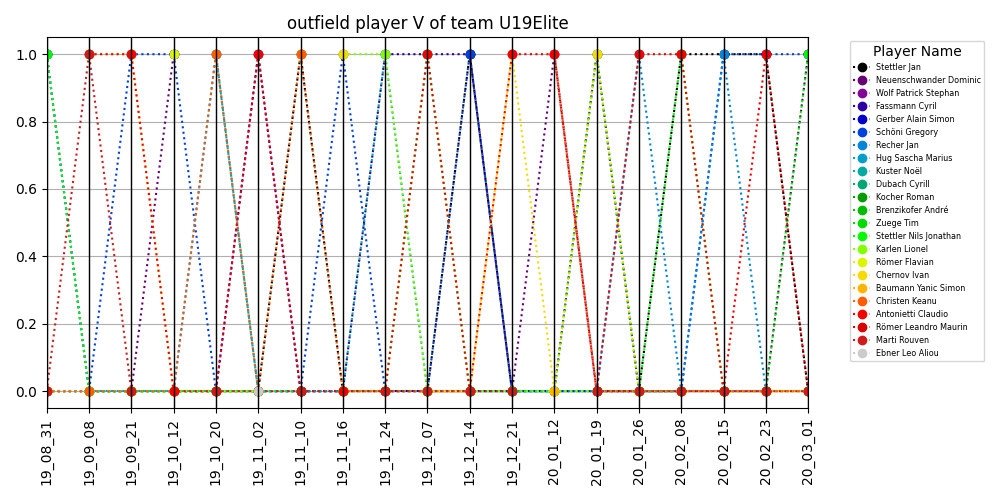 outfield player V of team U19Elite
1.0
0.8
0.6
0.4
0.2
0.0
19_08_31
19_09_08
19_09_21
19_10_12
19_10_20
19_11_02
19_11_10
19_11_16
19_11_24
19_12_07
19_12_14
19_12_21
20_01_12
20_01_19
20_01_26
20_02_08
20_02_15
20_02_23
20_03_01
Player Name
Stettler Jan
Neuenschwander Dominic
Wolf Patrick Stephan
Fassmann Cyril
Gerber Alain Simon
Schöni Gregory
Recher Jan
Hug Sascha Marius
Kuster Noël
Dubach Cyrill
Kocher Roman
Brenzikofer André
Zuege Tim
Stettler Nils Jonathan
Karlen Lionel
Römer Flavian
Chernov Ivan
Baumann Yanic Simon
Christen Keanu
Antonietti Claudio
Römer Leandro Maurin
Marti Rouven
Ebner Leo Aliou